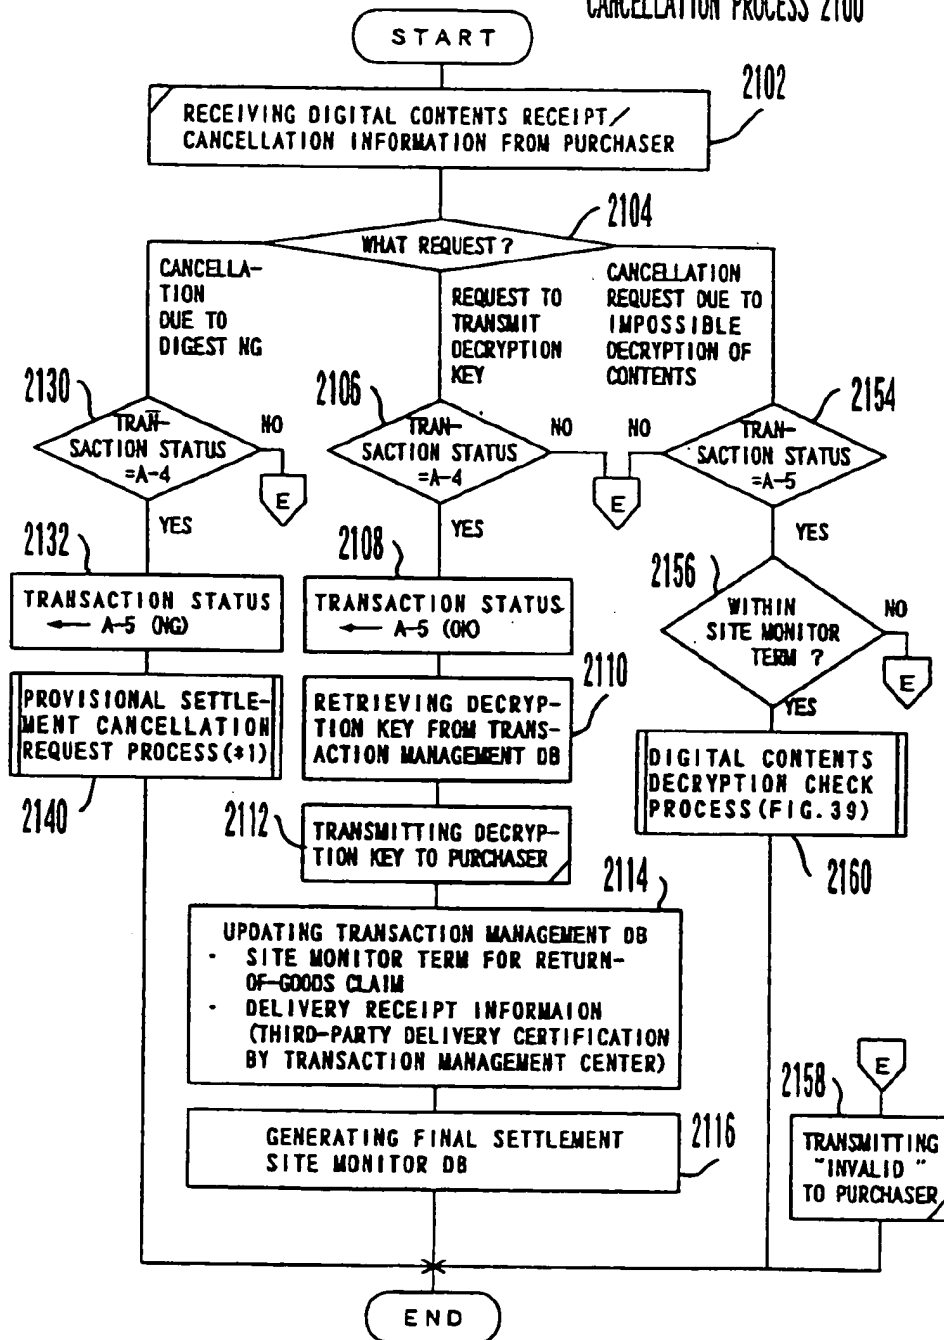 CANCELLATION PROCESS 2100
START
2102
RECEIVING DIGITAL CONTENTS RECEIPT/
CANCELLATION INFORMATION FROM PURCHASER
2104
WHAT REQUEST?
CANCELLA-
TION
DUE TO
DIGEST NG
REQUEST TO
TRANSMIT
DECRYPTION
KEY
CANCELLATION
REQUEST DUE TO
IMPOSSIBLE
DECRYPTION OF
CONTENTS
2130
TRAN-
SACTION STATUS
=A-4
NO
E
YES
2106
TRAN-
SACTION STATUS
=A-4
NO
NO
E
YES
2154
TRAN-
SACTION STATUS
=A-5
YES
2132
TRANSACTION STATUS
← A-5 (NG)
2108
TRANSACTION STATUS
← A-5 (OK)
2156
WITHIN
SITE MONITOR
TERM ?
NO
E
YES
PROVISIONAL SETTLE-
MENT CANCELLATION
REQUEST PROCESS(*1)
2140
2110
RETRIEVING DECRYP-
TION KEY FROM TRANS-
ACTION MANAGEMENT DB
DIGITAL CONTENTS
DECRYPTION CHECK
PROCESS(FIG.39)
2160
2112
TRANSMITTING DECRYP-
TION KEY TO PURCHASER
2114
UPDATING TRANSACTION MANAGEMENT DB
- SITE MONITOR TERM FOR RETURN-
OF-GOODS CLAIM
- DELIVERY RECEIPT INFORMAION
(THIRD-PARTY DELIVERY CERTIFICATION
BY TRANSACTION MANAGEMENT CENTER)
2116
GENERATING FINAL SETTLEMENT
SITE MONITOR DB
E
2158
TRANSMITTING
"INVALID "
TO PURCHASER
END